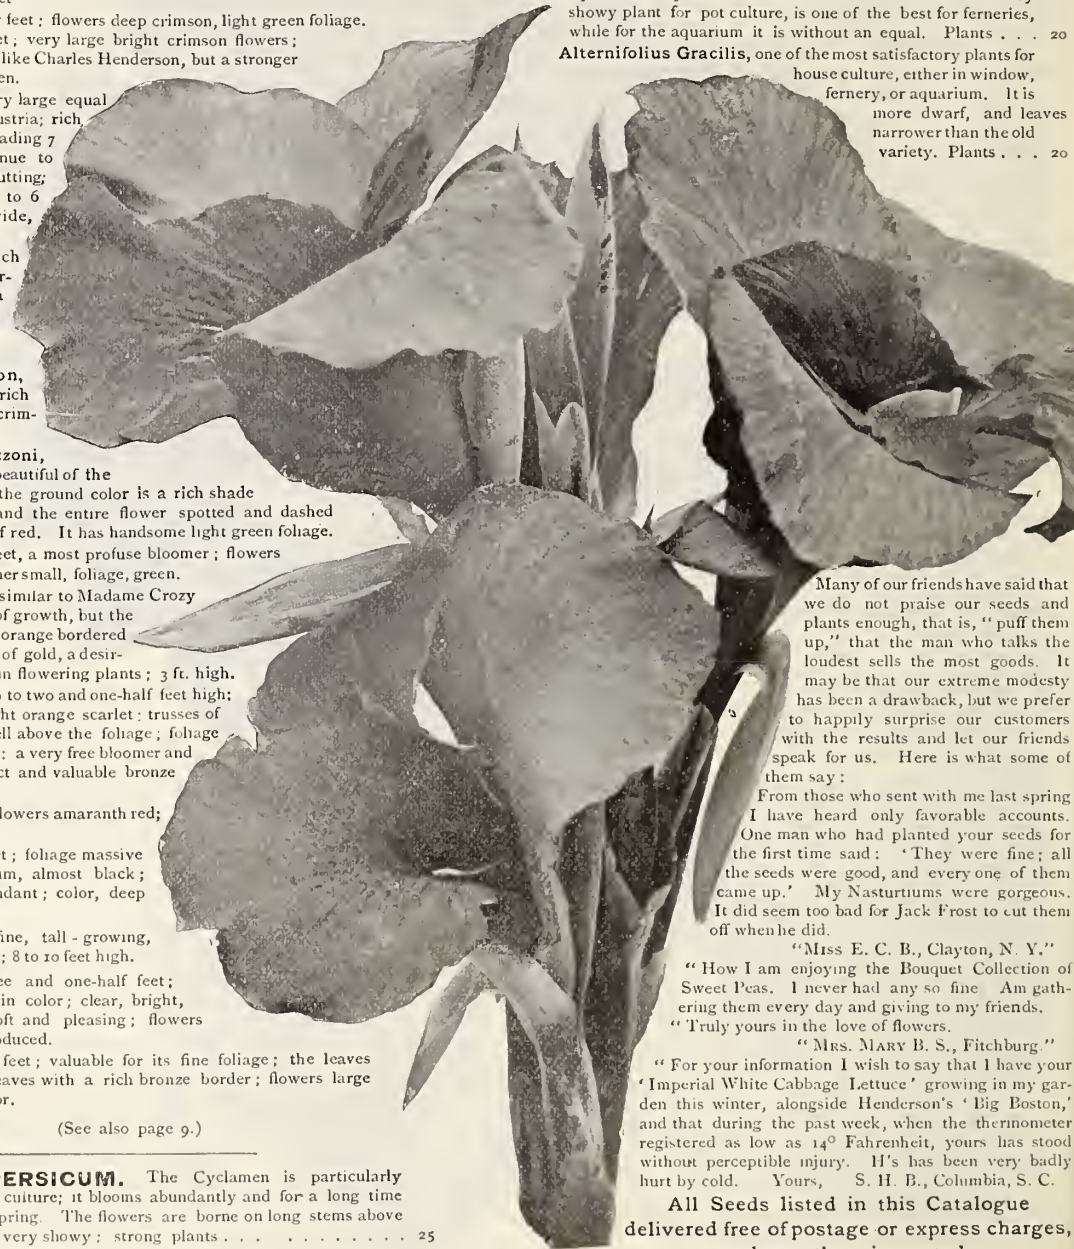 feet ; flowers deep crimson, light green foliage.
et ; very large bright crimson flowers ;
like Charles Henderson, but a stronger
en.
ry large equal
ustria; rich
ading 7
nue to
utting;
to 6
ride,
ch
r-
a
on,
rich
crim-
zzoni,
beautiful of the
the ground color is a rich shade
and the entire flower spotted and dashed
f red. It has handsome light green foliage.
eet, a most profuse bloomer ; flowers
her small, foliage, green.
similar to Madame Crozy
of growth, but the
orange bordered
of gold, a desir-
in flowering plants ; 3 ft. high.
to two and one-half feet high;
ht orange scarlet ; trusses of
ell above the foliage ; foliage
; a very free bloomer and
ct and valuable bronze
lowers amaranth red;
t ; foliage massive
um, almost black ;
ndant ; color, deep
fine, tall - growing,
; 8 to 10 feet high.
ee and one-half feet ;
in color ; clear, bright,
oft and pleasing ; flowers
oduced.
feet ; valuable for its fine foliage ; the leaves
eaves with a rich bronze border ; flowers large
or.
(See also page 9.)
ERSICUM. The Cyclamen is particularly
culture; it blooms abundantly and for a long time
pring. The flowers are borne on long stems above
very showy ; strong plants . . . . . . . . . . . 25
showy plant for pot culture, is one of the best for ferneries,
while for the aquarium it is without an equal. Plants . . . 20
Alternifolius Gracilis, one of the most satisfactory plants for
house culture, either in window,
fernery, or aquarium. It is
more dwarf, and leaves
narrower than the old
variety. Plants . . . 20
Many of our friends have said that
we do not praise our seeds and
plants enough, that is, "puff them
up," that the man who talks the
loudest sells the most goods. It
may be that our extreme modesty
has been a drawback, but we prefer
to happily surprise our customers
with the results and let our friends
speak for us. Here is what some of
them say :
From those who sent with me last spring
I have heard only favorable accounts.
One man who had planted your seeds for
the first time said : 'They were fine ; all
the seeds were good, and every one of them
came up.' My Nasturtiums were gorgeous.
It did seem too bad for Jack Frost to cut them
off when he did.
"Miss E. C. B., Clayton, N. Y."
" How I am enjoying the Bouquet Collection of
Sweet Peas. I never had any so fine Am gath-
ering them every day and giving to my friends.
" Truly yours in the love of flowers.
" MRS. MARY B. S., Fitchburg."
" For your information I wish to say that I have your
' Imperial White Cabbage Lettuce ' growing in my gar-
den this winter, alongside Henderson's ' Big Boston,'
and that during the past week, when the thermometer
registered as low as 14° Fahrenheit, yours has stood
without perceptible injury. H's has been very badly
hurt by cold. Yours, S. H. B., Columbia, S. C.
All Seeds listed in this Catalogue
delivered free of postage or express charges,